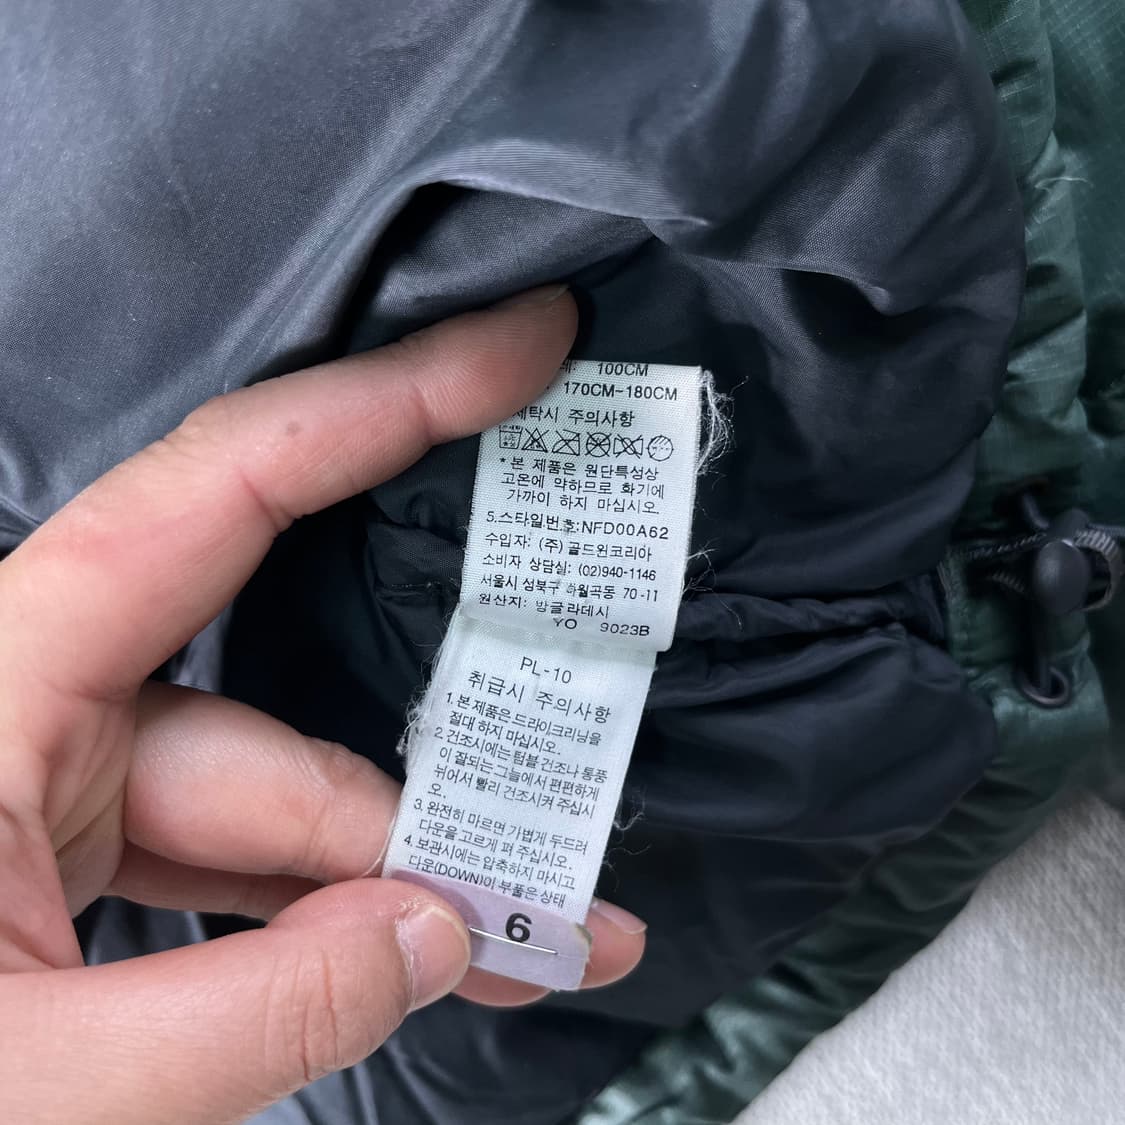 100CM
170CM~180CM
세탁시 주의사항
*본 제품은 원단특성상
고온에 약하므로 화기에
가까이 하지 마십시오.
5.스타일번호:NFD00A62
수입자: (주)골드윈코리아
소비자 상담실: (02)940-1146
서울시 성북구 하월곡동 70-11
원산지: 방글라데시
YO 9023B
PL-10
취급시 주의사항
1. 본 제품은 드라이크리닝을
절대 하지 마십시오.
2 건조시에는 텀블 건조나 통풍
이 잘되는 그늘에서 편편하게
뉘어서 빨리 건조시켜 주십시
오.
3. 완전히 마르면 가볍게 두드려
다운을 고르게 펴 주십시오.
4. 보관시에는 압축하지 마시고
다운(DOWN)이 부풀은 상태
6